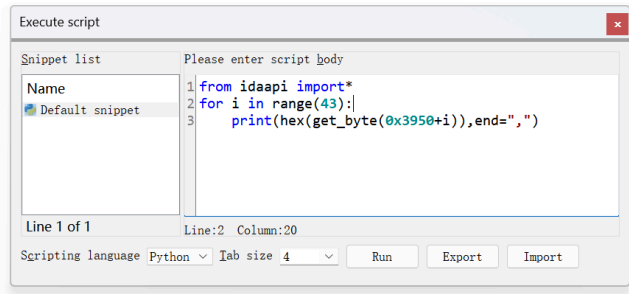 Execute script
Snippet list
Please enter script body
Name
Default snippet
1 from idaapi import*
2 for i in range(43):
3     print(hex(get_byte(0x3950+i)),end=",")
Line 1 of 1
Line:2  Column:20
Scripting language Python Tab size 4 Run Export Import